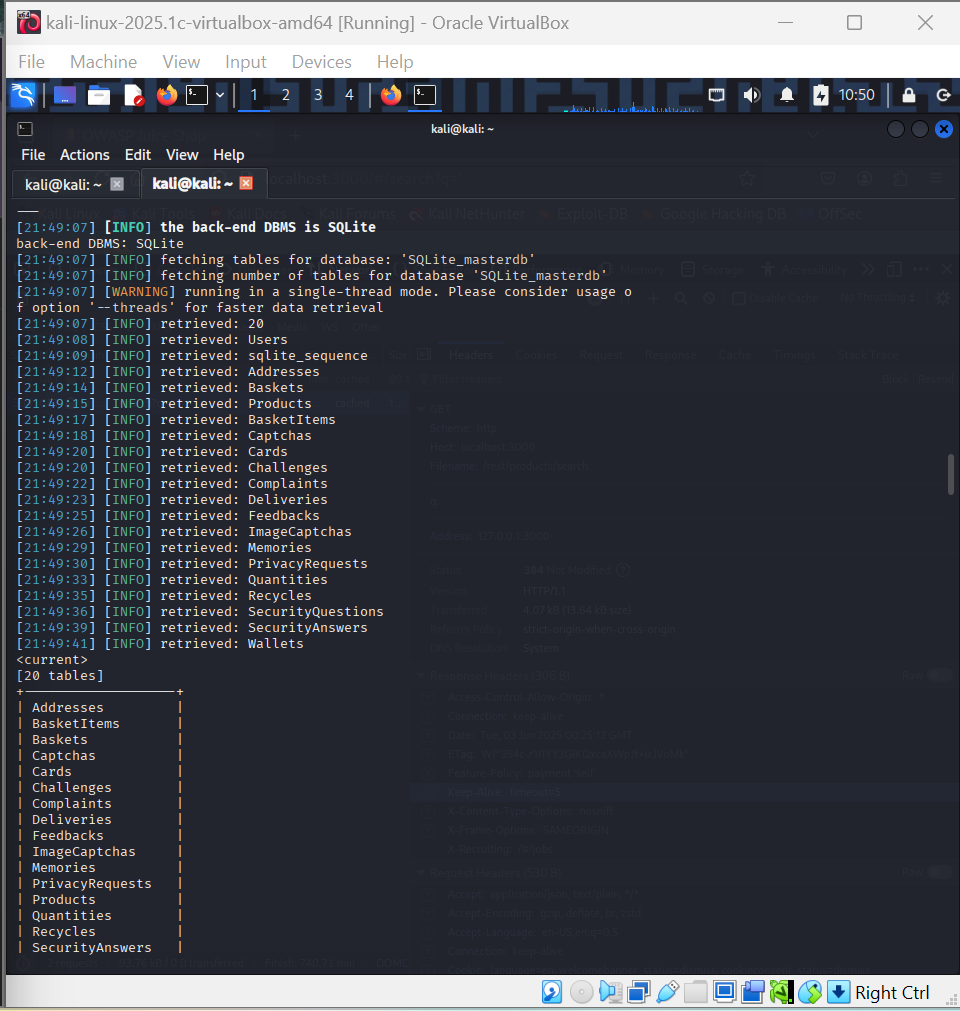 kali-linux-2025.1c-virtualbox-amd64 [Running] - Oracle VirtualBox
File Machine View Input Devices Help
1 2 3 4 10:50
kali@kali: ~
File Actions Edit View Help
kali@kali: ~ kali@kali: ~
[21:49:07] [INFO] the back-end DBMS is SQLite
back-end DBMS: SQLite
[21:49:07] [INFO] fetching tables for database: 'SQLite_masterdb'
[21:49:07] [INFO] fetching number of tables for database 'SQLite_masterdb'
[21:49:07] [WARNING] running in a single-thread mode. Please consider usage o
f option '--threads' for faster data retrieval
[21:49:07] [INFO] retrieved: 20
[21:49:08] [INFO] retrieved: Users
[21:49:09] [INFO] retrieved: sqlite_sequence
[21:49:12] [INFO] retrieved: Addresses
[21:49:14] [INFO] retrieved: Baskets
[21:49:15] [INFO] retrieved: Products
[21:49:17] [INFO] retrieved: BasketItems
[21:49:18] [INFO] retrieved: Captchas
[21:49:20] [INFO] retrieved: Cards
[21:49:20] [INFO] retrieved: Challenges
[21:49:22] [INFO] retrieved: Complaints
[21:49:23] [INFO] retrieved: Deliveries
[21:49:25] [INFO] retrieved: Feedbacks
[21:49:26] [INFO] retrieved: ImageCaptchas
[21:49:29] [INFO] retrieved: Memories
[21:49:30] [INFO] retrieved: PrivacyRequests
[21:49:33] [INFO] retrieved: Quantities
[21:49:35] [INFO] retrieved: Recycles
[21:49:36] [INFO] retrieved: SecurityQuestions
[21:49:39] [INFO] retrieved: SecurityAnswers
[21:49:41] [INFO] retrieved: Wallets
<current>
[20 tables]
+-------------------+
| Addresses |
| BasketItems |
| Baskets |
| Captchas |
| Cards |
| Challenges |
| Complaints |
| Deliveries |
| Feedbacks |
| ImageCaptchas |
| Memories |
| PrivacyRequests |
| Products |
| Quantities |
| Recycles |
| SecurityAnswers |
Right Ctrl